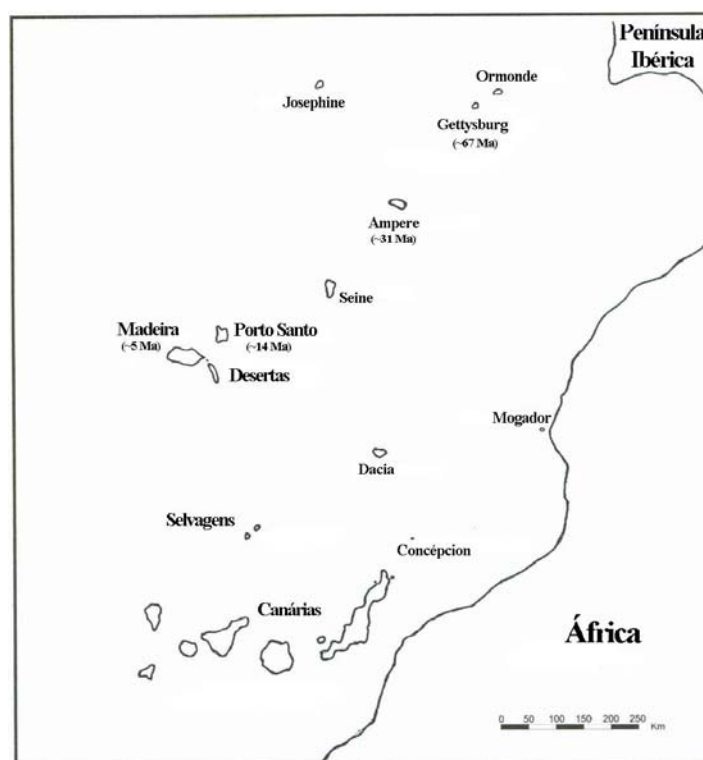 Península
Ibérica
Ormonde
Josephine
Gettysburg
(~67 Ma)
Ampere
(~31 Ma)
Seine
Madeira
(~5 Ma)
Porto Santo
(~14 Ma)
Desertas
Mogador
Dacia
Selvagens
Concépcion
Canárias
África
0 50 100 150 200 250
Km